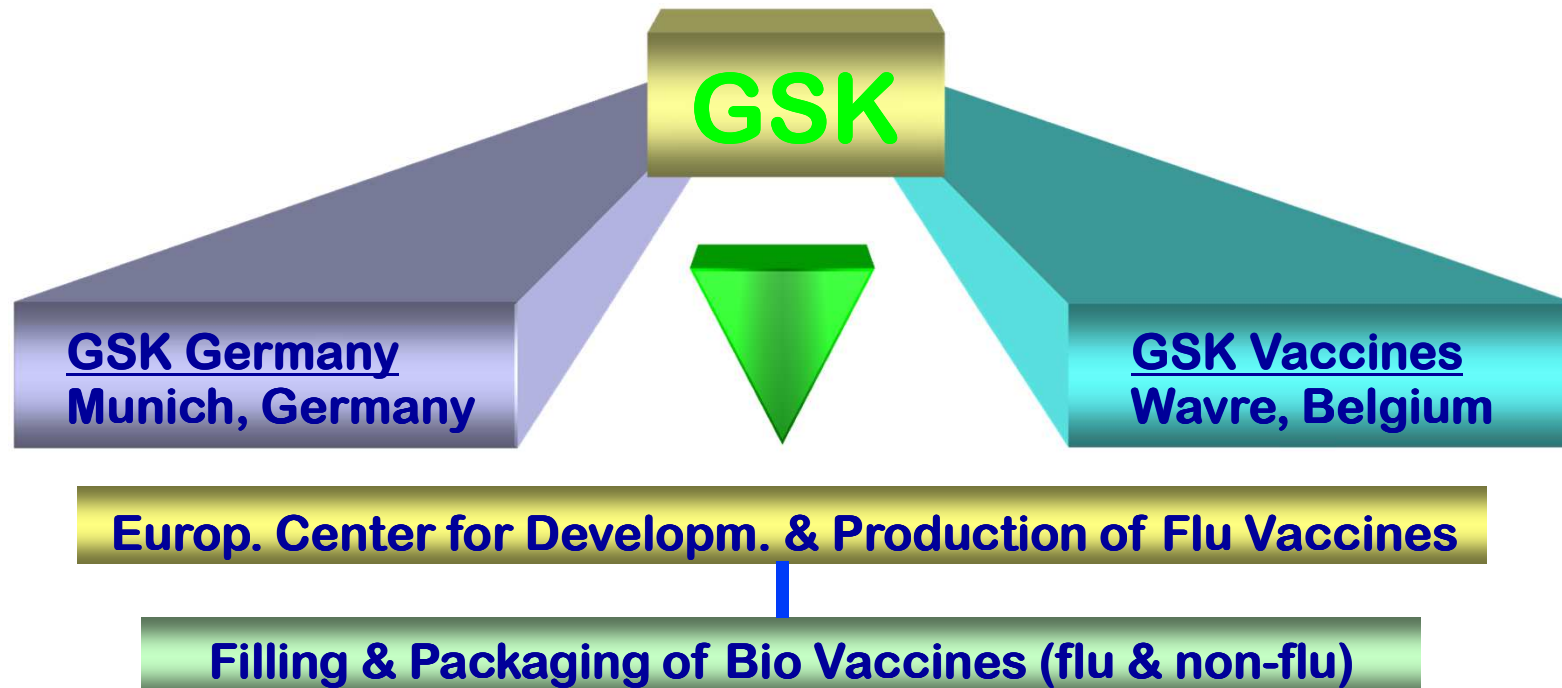 GSK
GSK Germany
Munich, Germany
GSK Vaccines
Wavre, Belgium
Europ. Center for Developm. & Production of Flu Vaccines
Filling & Packaging of Bio Vaccines (flu & non-flu)